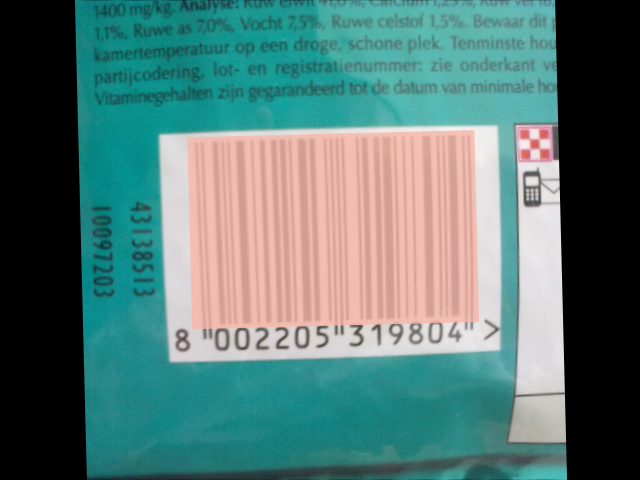 1400 mg/kg. Analyse: Ruw eiwit 41,0%, Calcium 1,25%, Ruw vet
1,1%, Ruwe as 7,0%, Vocht 7,5%, Ruwe celstof 1,5%. Bewaar dit
kamertemperatuur op een droge, schone plek. Tenminste hou
partijcodering, lot- en registratienummer: zie onderkant ve
Vitaminegehalten zijn gegarandeerd tot de datum van minimale ho
10097203
43138513
8 "002205"319804" >